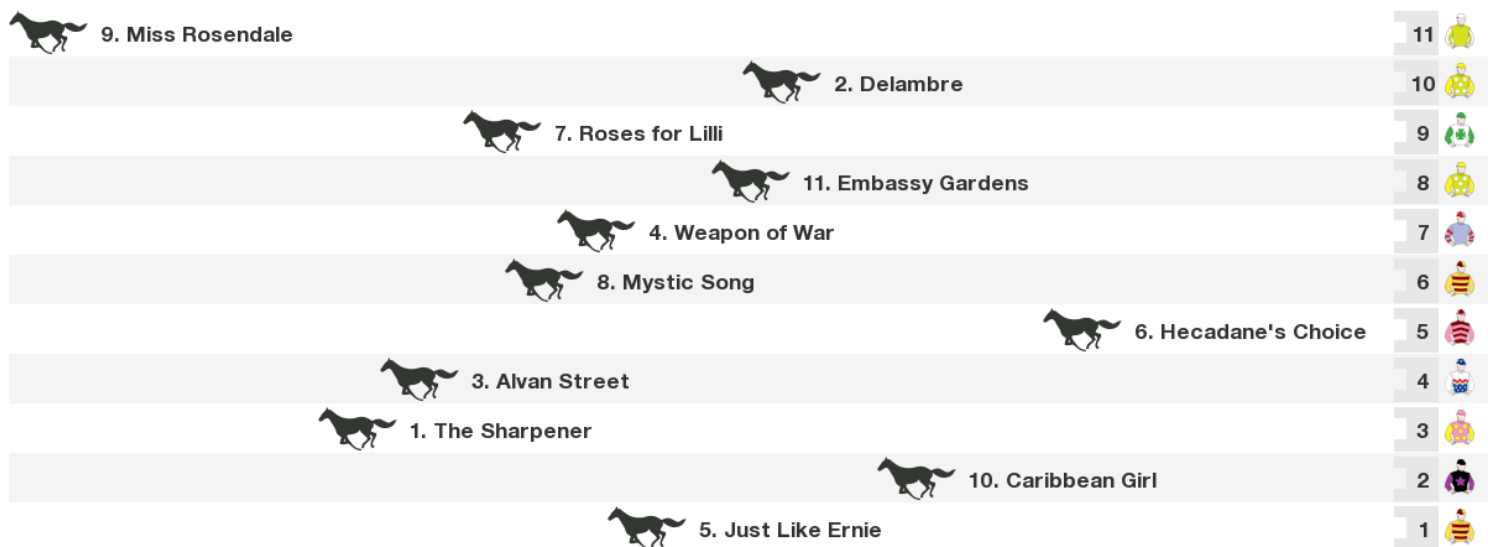 9. Miss Rosendale 11
2. Delambre 10
7. Roses for Lilli 9
11. Embassy Gardens 8
4. Weapon of War 7
8. Mystic Song 6
6. Hecadane's Choice 5
3. Alvan Street 4
1. The Sharpener 3
10. Caribbean Girl 2
5. Just Like Ernie 1